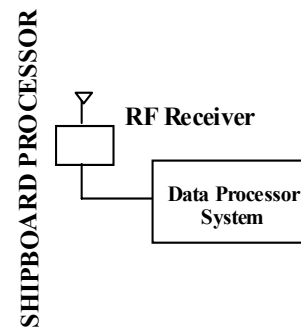 SHIPBOARD PROCESSOR
RF Receiver
Data Processor
System